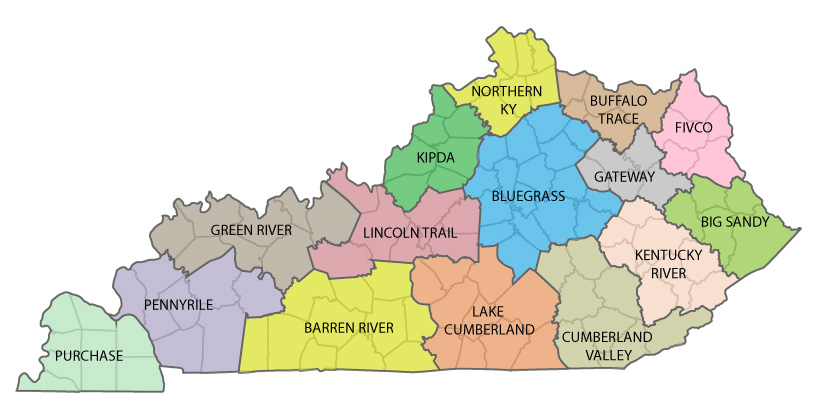 NORTHERN
KY
BUFFALO
TRACE
FIVCO
KIPDA
GATEWAY
BLUEGRASS
BIG SANDY
GREEN RIVER
LINCOLN TRAIL
KENTUCKY
RIVER
PENNYRILE
LAKE
CUMBERLAND
BARREN RIVER
CUMBERLAND
VALLEY
PURCHASE